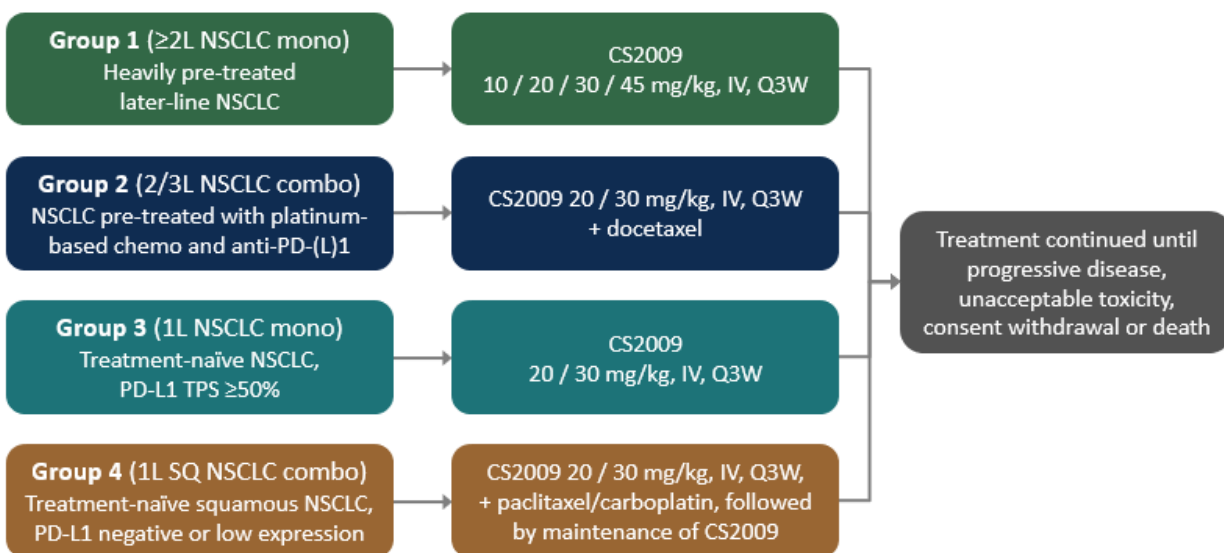 Group 1 (≥2L NSCLC mono)
Heavily pre-treated
later-line NSCLC
CS2009
10 / 20 / 30 / 45 mg/kg, IV, Q3W
Group 2 (2/3L NSCLC combo)
NSCLC pre-treated with platinum-
based chemo and anti-PD-(L)1
CS2009 20 / 30 mg/kg, IV, Q3W
+ docetaxel
Group 3 (1L NSCLC mono)
Treatment-naïve NSCLC,
PD-L1 TPS ≥50%
CS2009
20 / 30 mg/kg, IV, Q3W
Group 4 (1L SQ NSCLC combo)
Treatment-naïve squamous NSCLC,
PD-L1 negative or low expression
CS2009 20 / 30 mg/kg, IV, Q3W,
+ paclitaxel/carboplatin, followed
by maintenance of CS2009
Treatment continued until
progressive disease,
unacceptable toxicity,
consent withdrawal or death